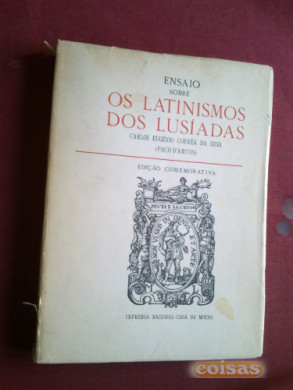 ENSAIO
SOBRE
OS LATINISMOS
DOS LUSÍADAS
CARLOS EUGÉNIO CORRÊA DA SILVA
(PAÇO D'ARCOS)
EDIÇÃO COMEMORATIVA
IMPRENSA NACIONAL-CASA DA MOEDA
coisas